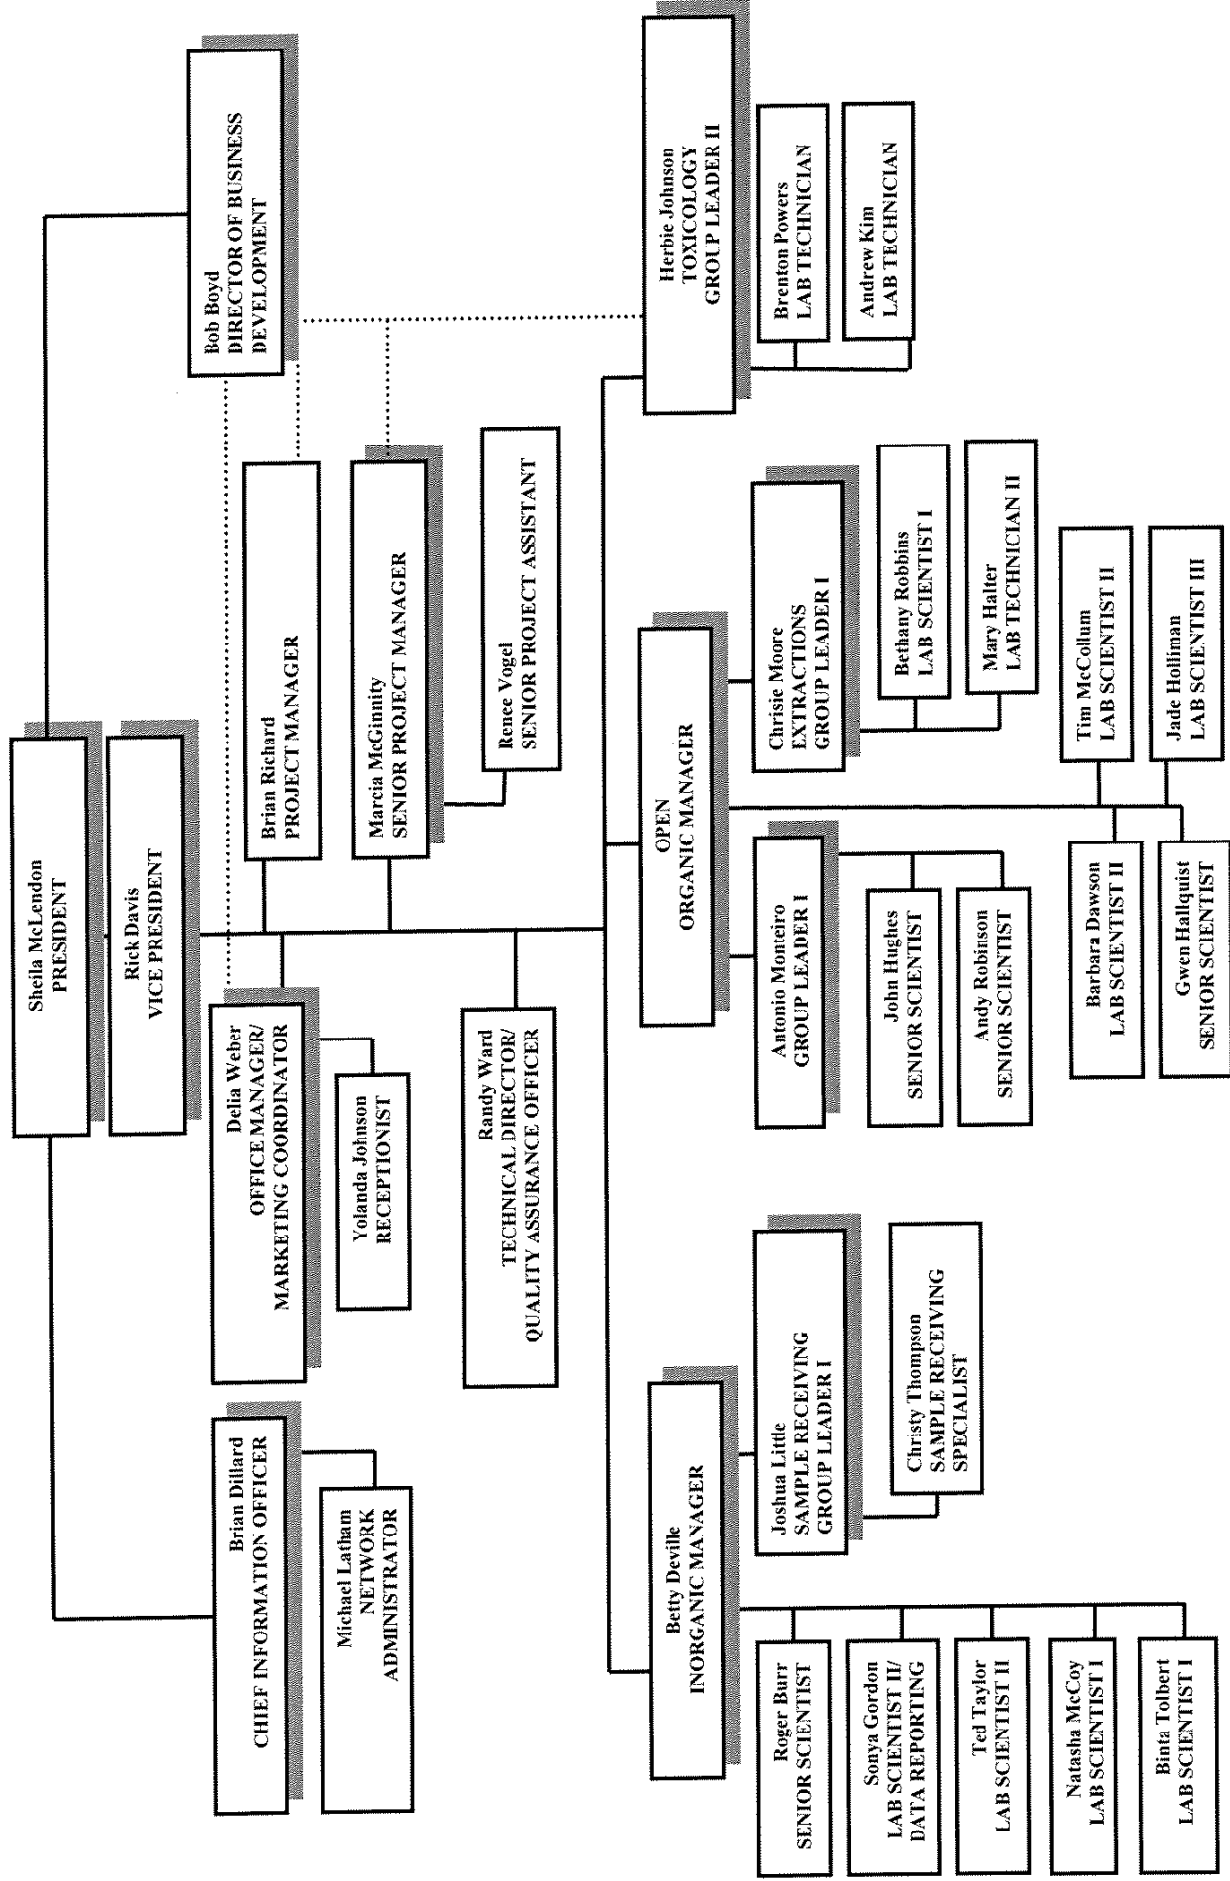 Sheila McLendon
PRESIDENT
Rick Davis
VICE PRESIDENT
Brian Dillard
CHIEF INFORMATION OFFICER
Michael Latham
NETWORK
ADMINISTRATOR
Delia Weber
OFFICE MANAGER/
MARKETING COORDINATOR
Yolanda Johnson
RECEPTIONIST
Brian Richard
PROJECT MANAGER
Bob Boyd
DIRECTOR OF BUSINESS
DEVELOPMENT
Marcia McGinnity
SENIOR PROJECT MANAGER
Renee Vogel
SENIOR PROJECT ASSISTANT
Randy Ward
TECHNICAL DIRECTOR/
QUALITY ASSURANCE OFFICER
Betty Deville
INORGANIC MANAGER
Roger Burr
SENIOR SCIENTIST
Sonya Gordon
LAB SCIENTIST II/
DATA REPORTING
Ted Taylor
LAB SCIENTIST II
Natasha McCoy
LAB SCIENTIST I
Binta Tolbert
LAB SCIENTIST I
Joshua Little
SAMPLE RECEIVING
GROUP LEADER I
Christy Thompson
SAMPLE RECEIVING
SPECIALIST
OPEN
ORGANIC MANAGER
Antonio Monteiro
GROUP LEADER I
John Hughes
SENIOR SCIENTIST
Andy Robinson
SENIOR SCIENTIST
Chrisie Moore
EXTRACTIONS
GROUP LEADER I
Bethany Robbins
LAB SCIENTIST I
Mary Halter
LAB TECHNICIAN II
Barbara Dawson
LAB SCIENTIST II
Gwen Hallquist
SENIOR SCIENTIST
Tim McCollum
LAB SCIENTIST II
Jade Holliman
LAB SCIENTIST III
Herbie Johnson
TOXICOLOGY
GROUP LEADER II
Brenton Powers
LAB TECHNICIAN
Andrew Kim
LAB TECHNICIAN